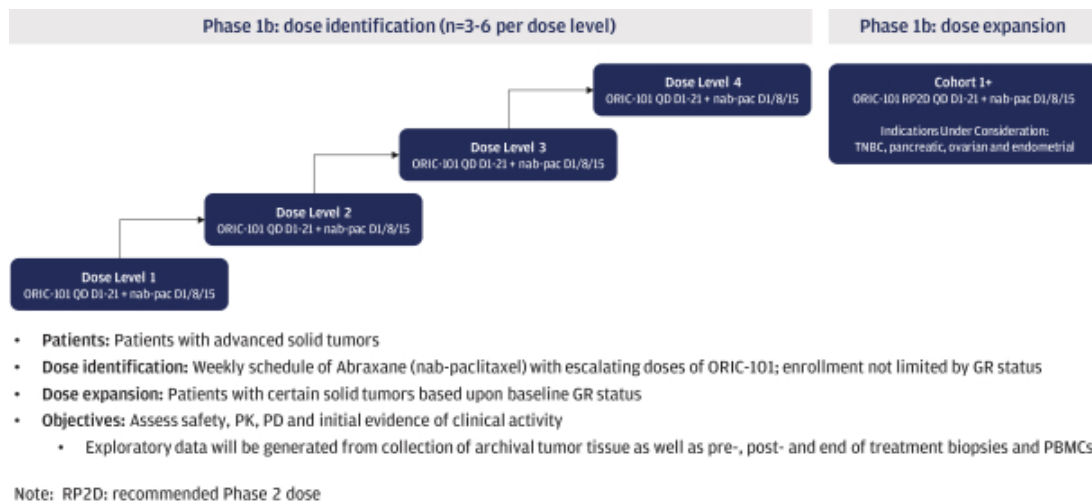 Phase 1b: dose identification (n=3-6 per dose level)
Phase 1b: dose expansion
Dose Level 4
ORIC-101 QD D1-21 + nab-pac D1/8/15
Cohort 1+
ORIC-101 RP2D QD D1-21 + nab-pac D1/8/15
Indications Under Consideration:
TNBC, pancreatic, ovarian and endometrial
Dose Level 3
ORIC-101 QD D1-21 + nab-pac D1/8/15
Dose Level 2
ORIC-101 QD D1-21 + nab-pac D1/8/15
Dose Level 1
ORIC-101 QD D1-21 + nab-pac D1/8/15
• Patients: Patients with advanced solid tumors
• Dose identification: Weekly schedule of Abraxane (nab-paclitaxel) with escalating doses of ORIC-101; enrollment not limited by GR status
• Dose expansion: Patients with certain solid tumors based upon baseline GR status
• Objectives: Assess safety, PK, PD and initial evidence of clinical activity
• Exploratory data will be generated from collection of archival tumor tissue as well as pre-, post- and end of treatment biopsies and PBMCs
Note: RP2D: recommended Phase 2 dose